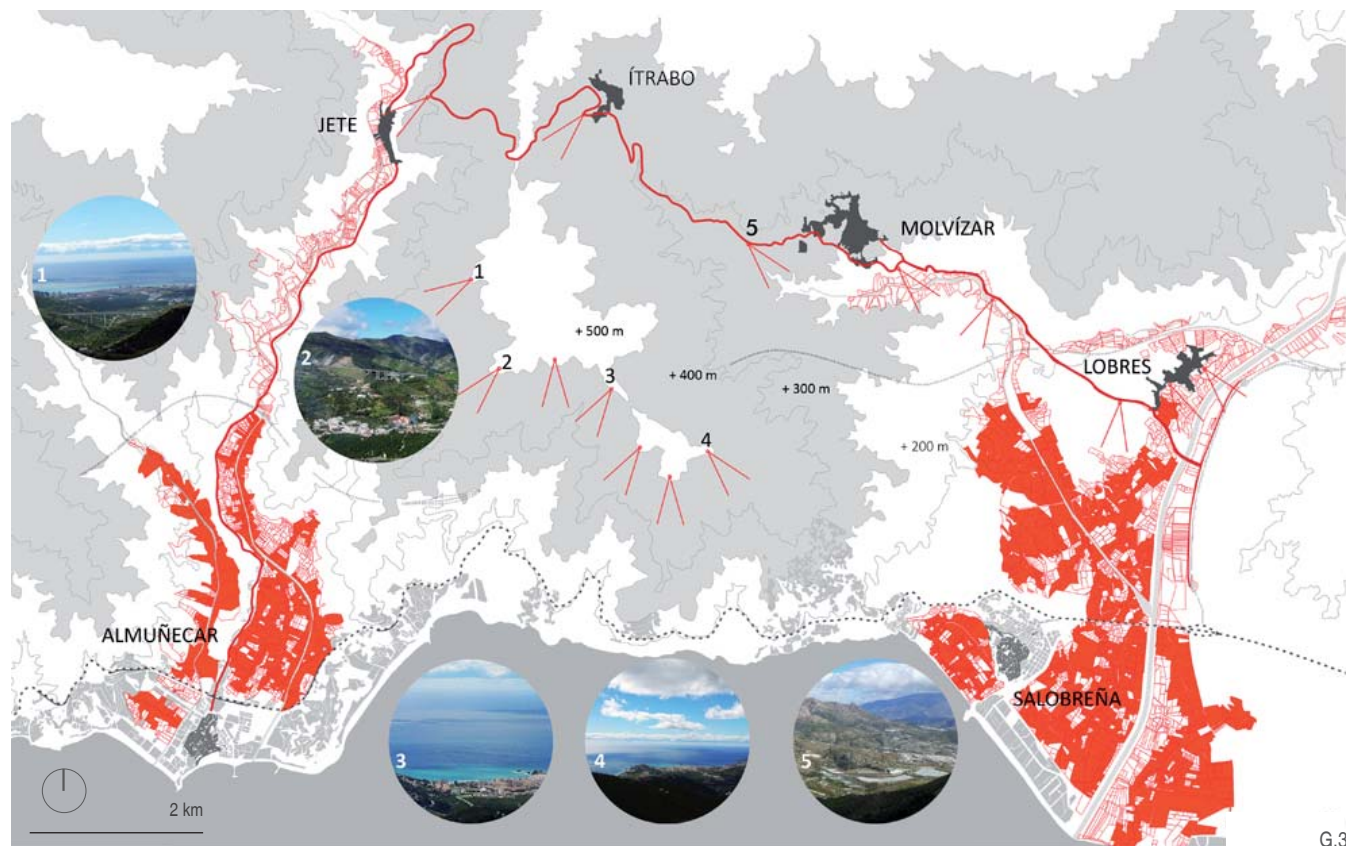 ÍTRABO
JETE
5
MOLVÍZAR
1
1
+ 500 m
2
2
3
+ 400 m
+ 300 m
LOBRES
4
+ 200 m
ALMUÑECAR
SALOBREÑA
3
4
5
2 km
G.3